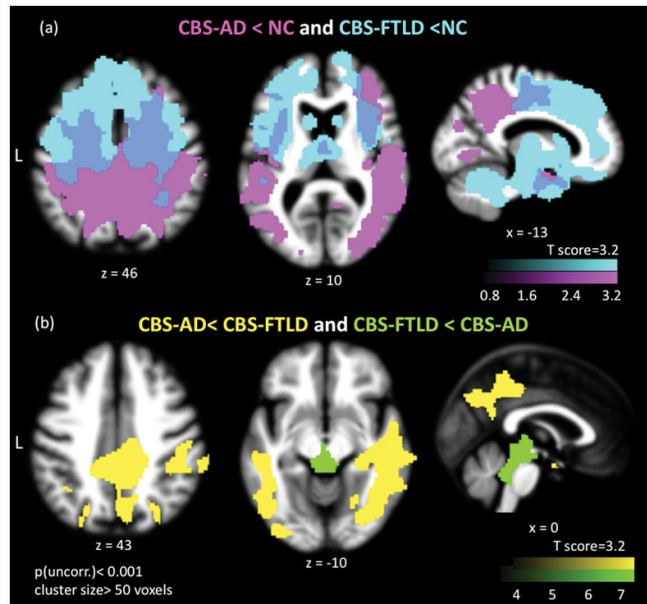 (a)
CBS-AD < NC and CBS-FTLD <NC
L
z = 46
z = 10
x = -13
T score=3.2
0.8 1.6 2.4 3.2
(b)
CBS-AD< CBS-FTLD and CBS-FTLD < CBS-AD
L
z = 43
z = -10
x = 0
T score=3.2
4 5 6 7
p(uncorr.)< 0.001
cluster size> 50 voxels